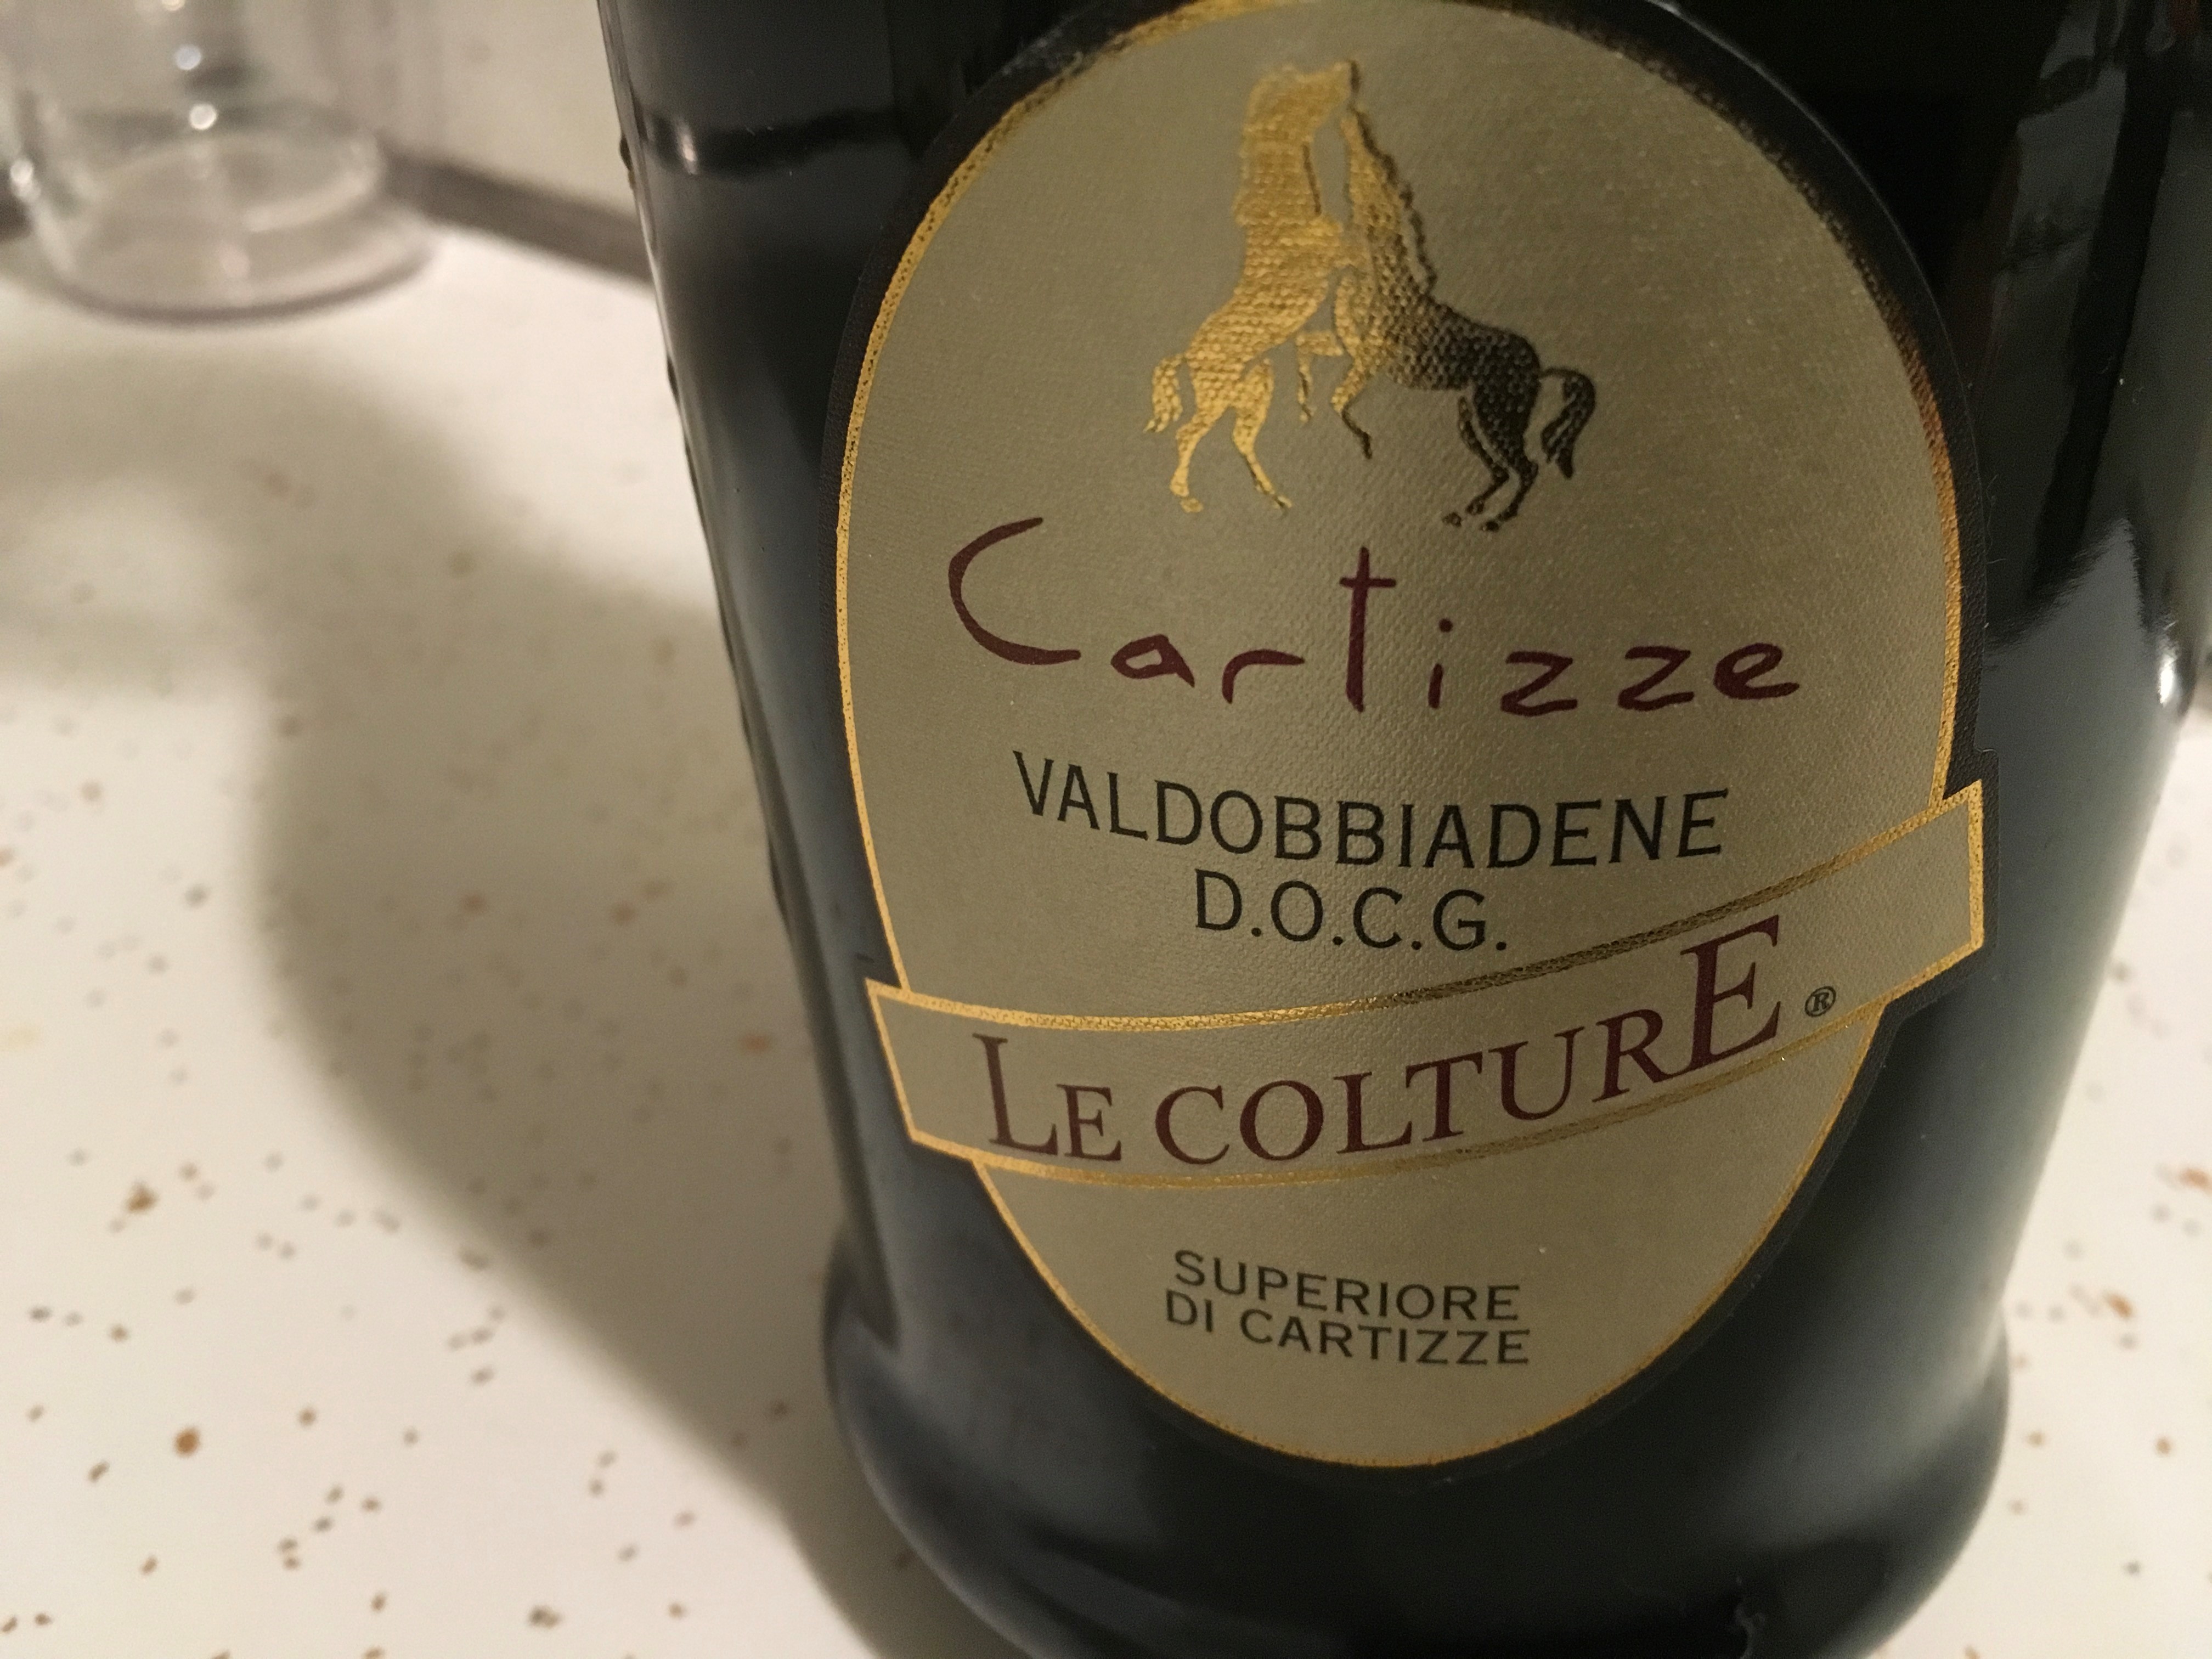 Cartizze
VALDOBBIADENE
D.O.C.G.
LE COLTURE®
SUPERIORE
DI CARTIZZE